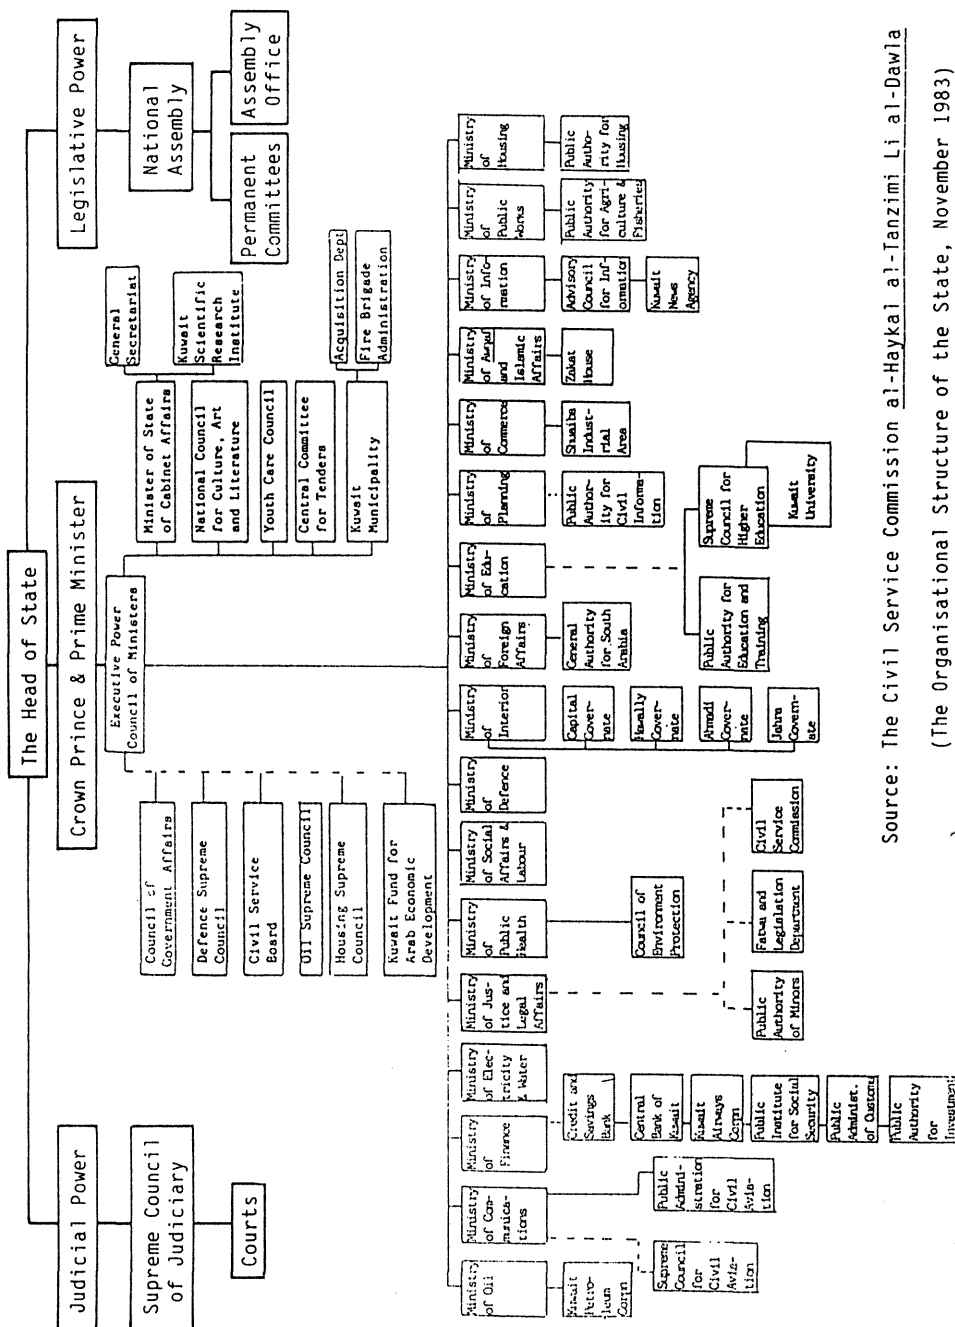 The Head of State
Crown Prince & Prime Minister
Judicial Power
Supreme Council
of Judiciary
Courts
Legislative Power
National
Assembly
Permanent
Committees
Assembly
Office
Executive Power
Council of Ministers
Council of
Government Affairs
Defence Supreme
Council
Civil Service
Board
Oil Supreme Council
Housing Supreme
Council
Kuwait Fund for
Arab Economic
Development
Minister of State
of Cabinet Affairs
General
Secretariat
Kuwait
Scientific
Research
Institute
National Council
for Culture, Art
and Literature
Youth Care Council
Central Committee
for Tenders
Kuwait
Municipality
Acquisition Dept
Fire Brigade
Administration
Ministry
of Oil
Kuwait
Petro-
leum
Corpn
Ministry
of Com-
munica-
tions
Supreme
Council
for
Civil
Avia-
tion
Public
Admini-
stration
for
Civil
Avia-
tion
Ministry
of
Finance
Credit and
Savings
Bank
Central
Bank of
Kuwait
Kuwait
Airways
Corpn
Public
Institute
for Social
Security
Public
Administ.
of Customs
Public
Authority
for
Investment
Ministry
of Elec-
tricity
& Water
Ministry
of Jus-
tice and
Legal
Affairs
Public
Authority
of Minors
Fatwa and
Legislation
Department
Civil
Service
Commission
Ministry
of
Public
Health
Council of
Environment
Protection
Ministry
of Social
Affairs &
Labour
Ministry
of
Defence
Ministry
of
Interior
Capital
Gover-
nate
Hawally
Gover-
nate
Ahmadi
Gover-
nate
Jahra
Govern-
ate
Ministry
of
Foreign
Affairs
General
Authority
for South
Arabia
Ministry
of Edu-
cation
Public
Authority for
Education and
Training
Supreme
Council for
Higher
Education
Kuwait
University
Ministry
of
Planning
Public
Author-
ity for
Civil
Informa-
tion
Ministry
of
Commerce
Shuaiba
Indust-
rial
Area
Ministry
of Awqaf
and
Islamic
Affairs
Zakat
House
Ministry
of Info-
rmation
Advisory
Council
for Inf-
ormation
Kuwait
News
Agency
Ministry
of
Public
Works
Public
Authority
for Agri-
culture &
Fisheries
Ministry
of
Housing
Public
Autho-
rity for
Housing
Source: The Civil Service Commission al-Haykal al-Tanzimi Li al-Dawla
(The Organisational Structure of the State, November 1983)